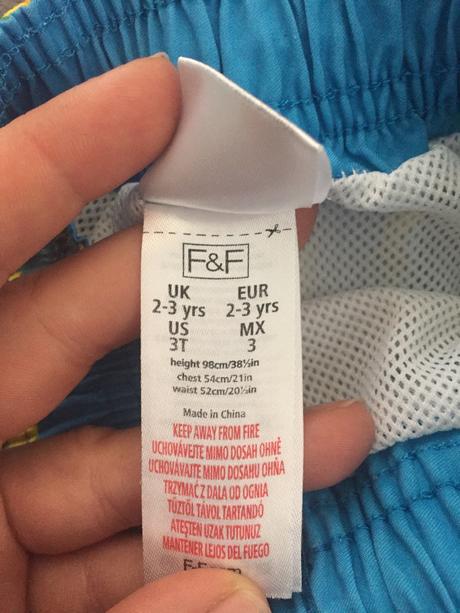 F&F
UK EUR
2-3 yrs 2-3 yrs
US MX
3T 3
height 98cm/38½in
chest 54cm/21in
waist 52cm/20½in
Made in China
KEEP AWAY FROM FIRE
UCHOVÁVEJTE MIMO DOSAH OHNĚ
UCHOVÁVAJTE MIMO DOSAHU OHŇA
TRZYMAĆ Z DALA OD OGNIA
TŰZTŐL TÁVOL TARTANDÓ
ATEŞTEN UZAK TUTUNUZ
MANTENER LEJOS DEL FUEGO